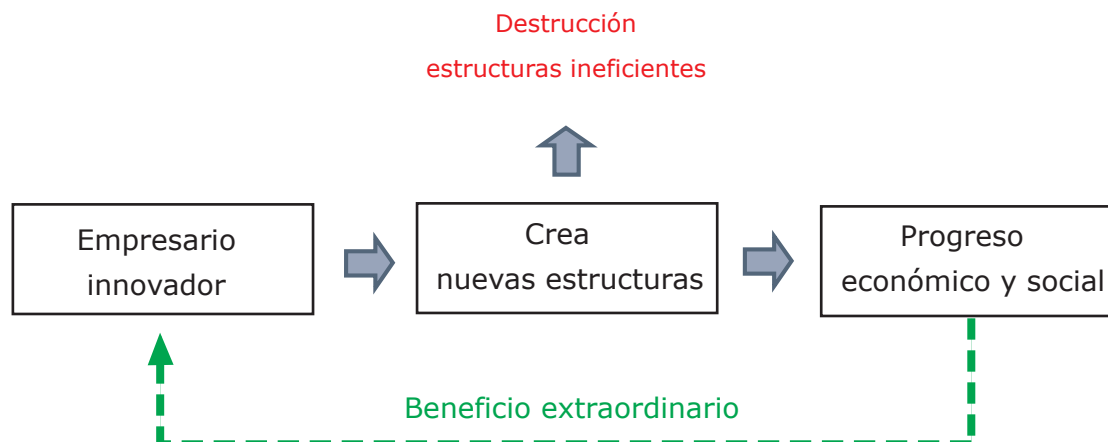 Destrucción
estructuras ineficientes
Empresario
innovador
Crea
nuevas estructuras
Progreso
económico y social
Beneficio extraordinario